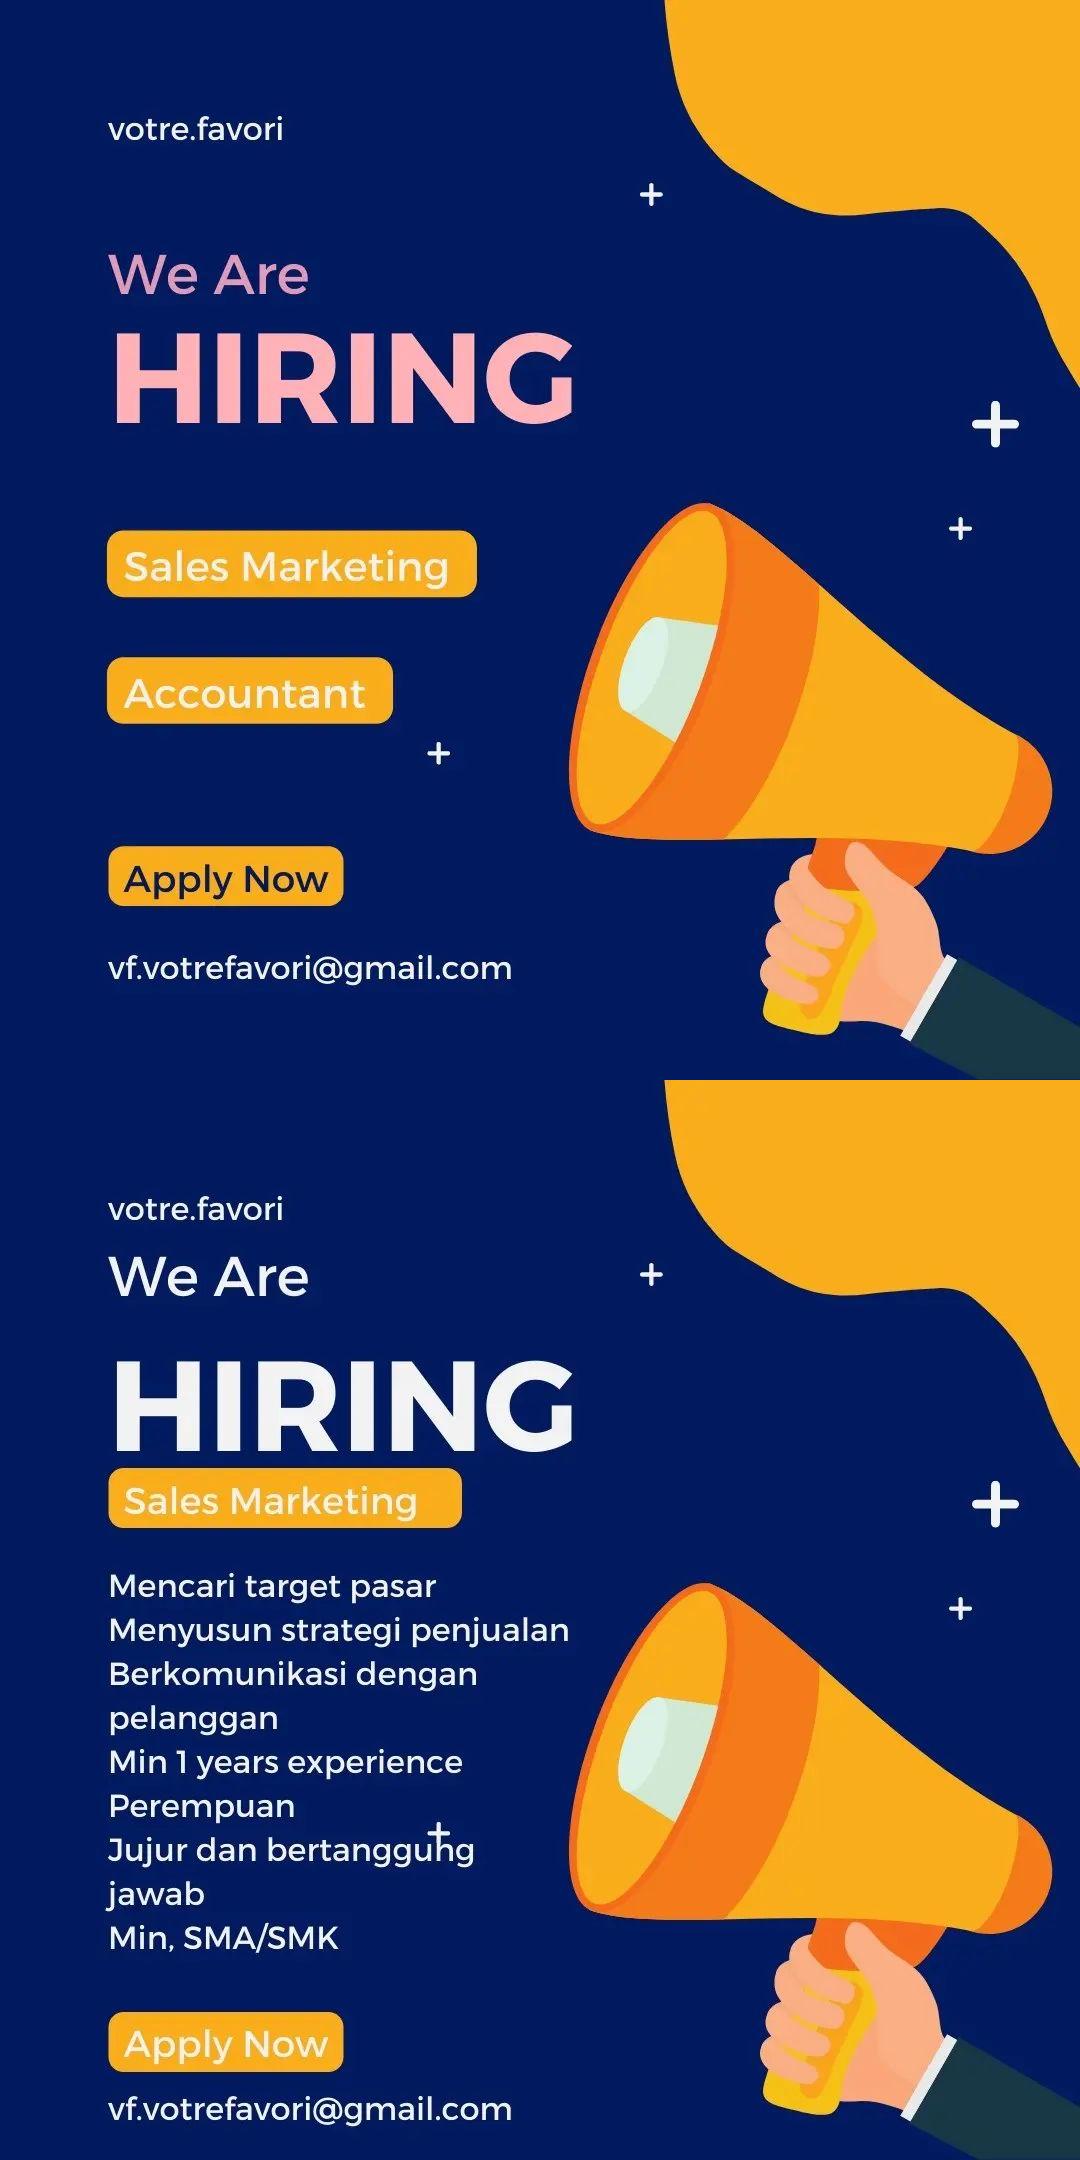 votre.favori
We Are
HIRING
Sales Marketing
Accountant
Apply Now
vf.votrefavori@gmail.com
votre.favori
We Are
HIRING
Sales Marketing
Mencari target pasar
Menyusun strategi penjualan
Berkomunikasi dengan
pelanggan
Min 1 years experience
Perempuan
Jujur dan bertanggung
jawab
Min, SMA/SMK
Apply Now
vf.votrefavori@gmail.com